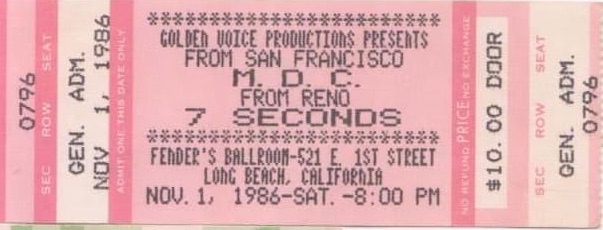 0796
SEC ROW SEAT
GEN. ADM.
NOV 1, 1986
ADMIT ONE THIS DATE ONLY
***************************
GOLDEN VOICE PRODUCTIONS PRESENTS
FROM SAN FRANCISCO
M. D. C.
FROM RENO
7 SECONDS
***************************
FENDER'S BALLROOM-521 E. 1ST STREET
LONG BEACH, CALIFORNIA
NOV. 1, 1986-SAT. -8:00 PM
NO REFUND PRICE NO EXCHANGE
$10.00 DOOR
SEC ROW SEAT
GEN. ADM.
0796